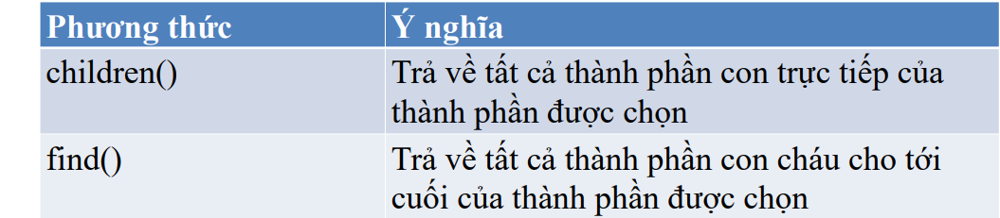 Phương thức Ý nghĩa
children() Trả về tất cả thành phần con trực tiếp của
thành phần được chọn
find() Trả về tất cả thành phần con cháu cho tới
cuối của thành phần được chọn